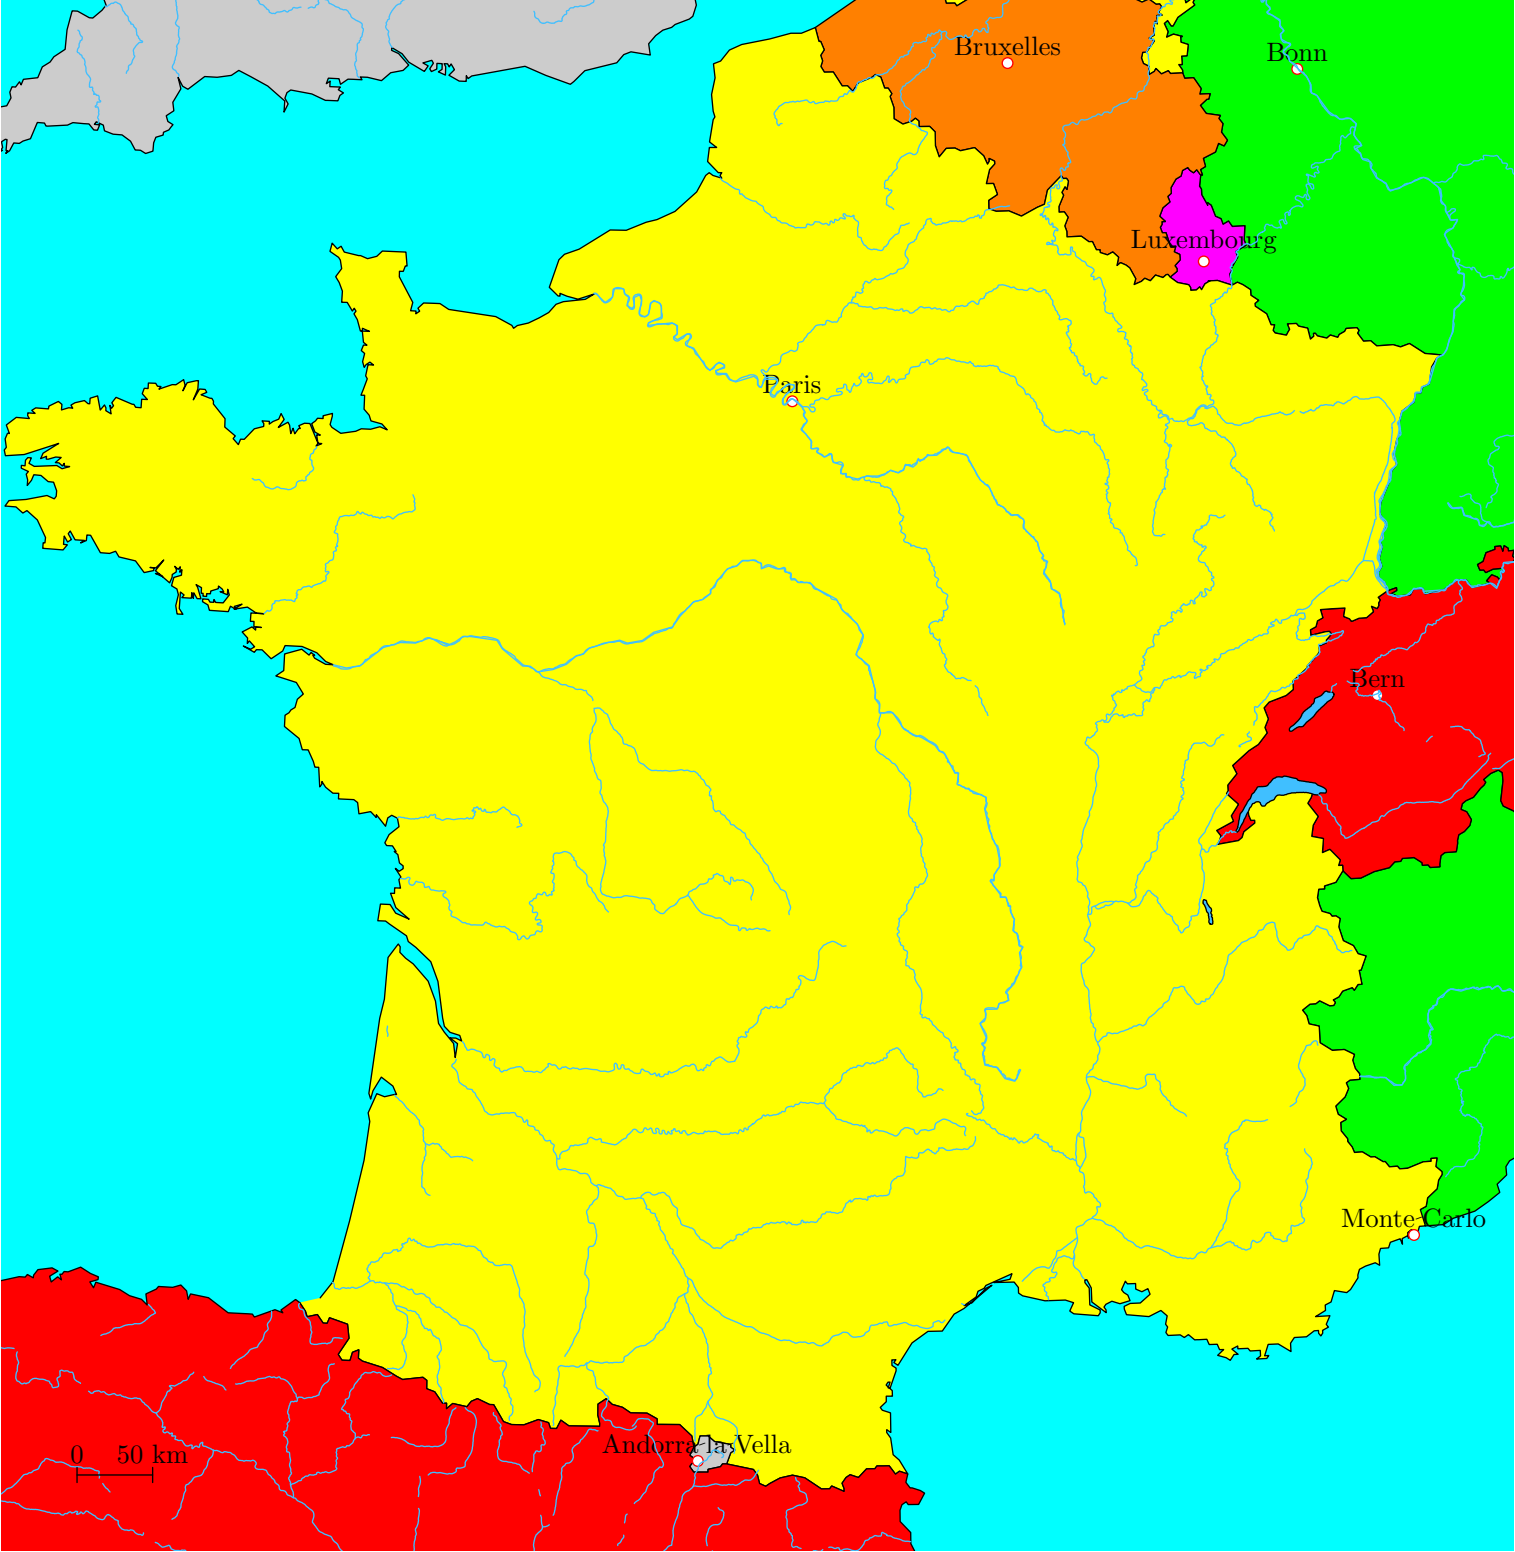 Bruxelles
Bonn
Luxembourg
Paris
Bern
Monte Carlo
Andorra la Vella
0 50 km